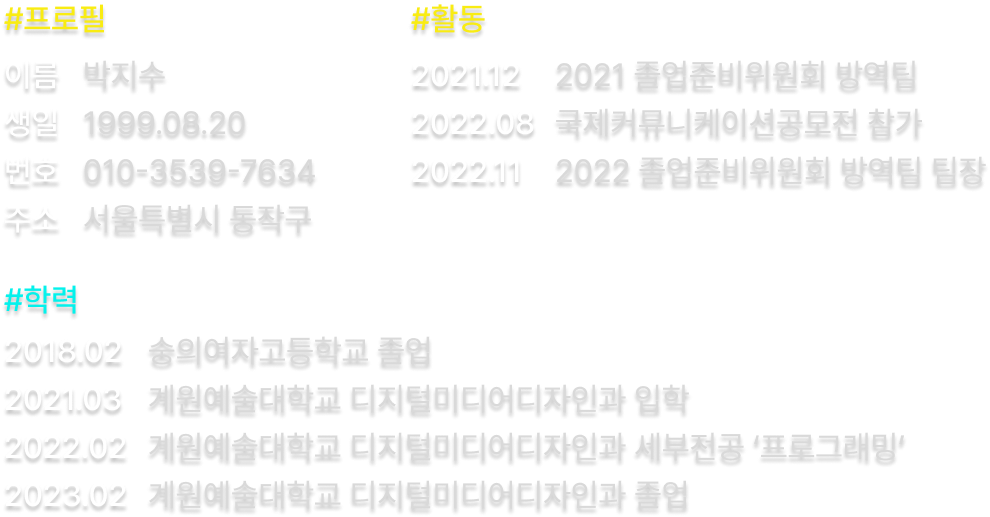 #프로필
이름 박지수
생일 1999.08.20
번호 010-3539-7634
주소 서울특별시 동작구
#활동
2021.12 2021 졸업준비위원회 방역팀
2022.08 국제커뮤니케이션공모전 참가
2022.11 2022 졸업준비위원회 방역팀 팀장
#학력
2018.02 숭의여자고등학교 졸업
2021.03 계원예술대학교 디지털미디어디자인과 입학
2022.02 계원예술대학교 디지털미디어디자인과 세부전공 ‘프로그래밍’
2023.02 계원예술대학교 디지털미디어디자인과 졸업